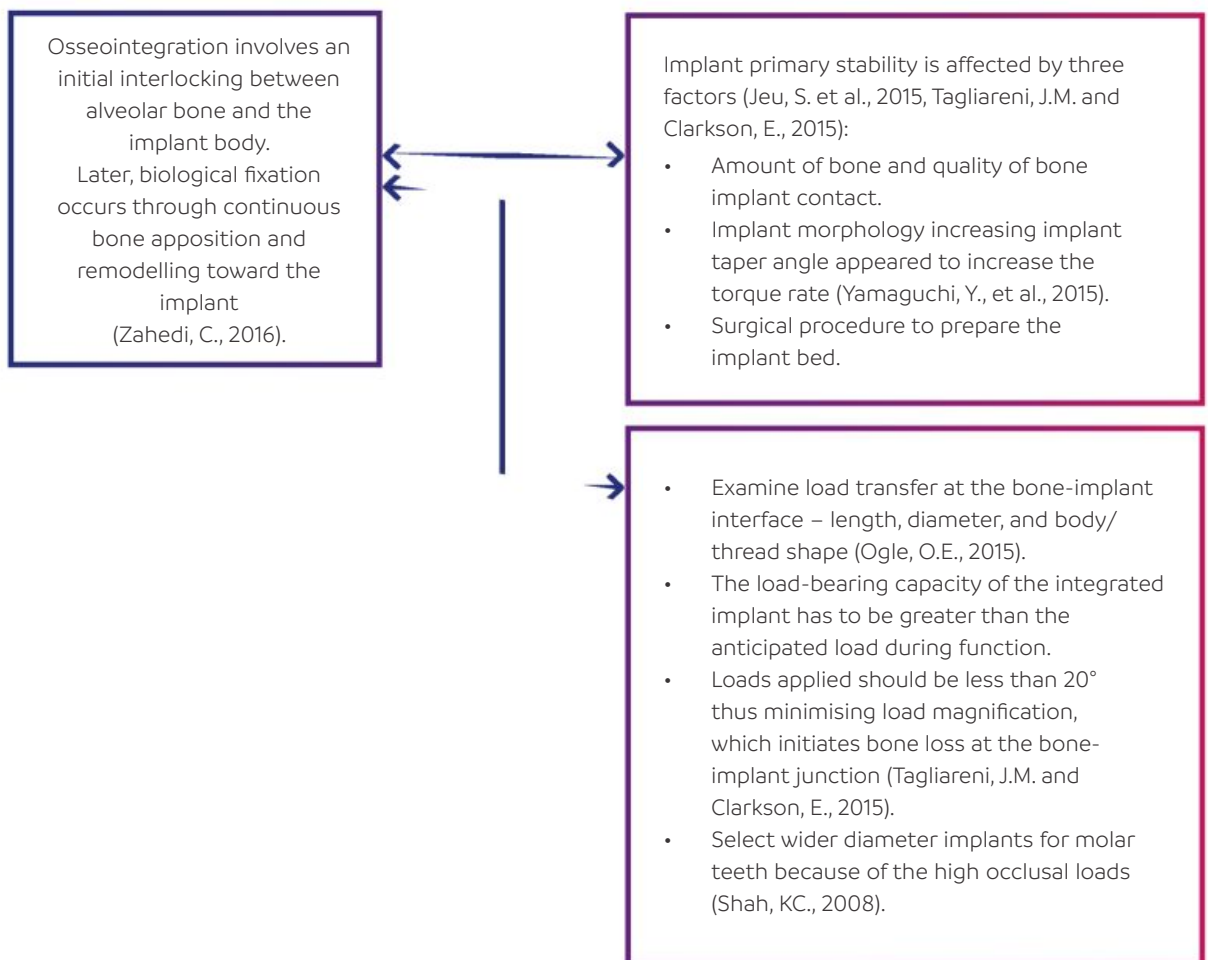 Osseointegration involves an
initial interlocking between
alveolar bone and the
implant body.
Later, biological fixation
occurs through continuous
bone apposition and
remodelling toward the
implant
(Zahedi, C., 2016).
Implant primary stability is affected by three
factors (Jeu, S. et al., 2015, Tagliareni, J.M. and
Clarkson, E., 2015):
• Amount of bone and quality of bone
implant contact.
• Implant morphology increasing implant
taper angle appeared to increase the
torque rate (Yamaguchi, Y., et al., 2015).
• Surgical procedure to prepare the
implant bed.
• Examine load transfer at the bone-implant
interface – length, diameter, and body/
thread shape (Ogle, O.E., 2015).
• The load-bearing capacity of the integrated
implant has to be greater than the
anticipated load during function.
• Loads applied should be less than 20°
thus minimising load magnification,
which initiates bone loss at the bone-
implant junction (Tagliareni, J.M. and
Clarkson, E., 2015).
• Select wider diameter implants for molar
teeth because of the high occlusal loads
(Shah, KC., 2008).